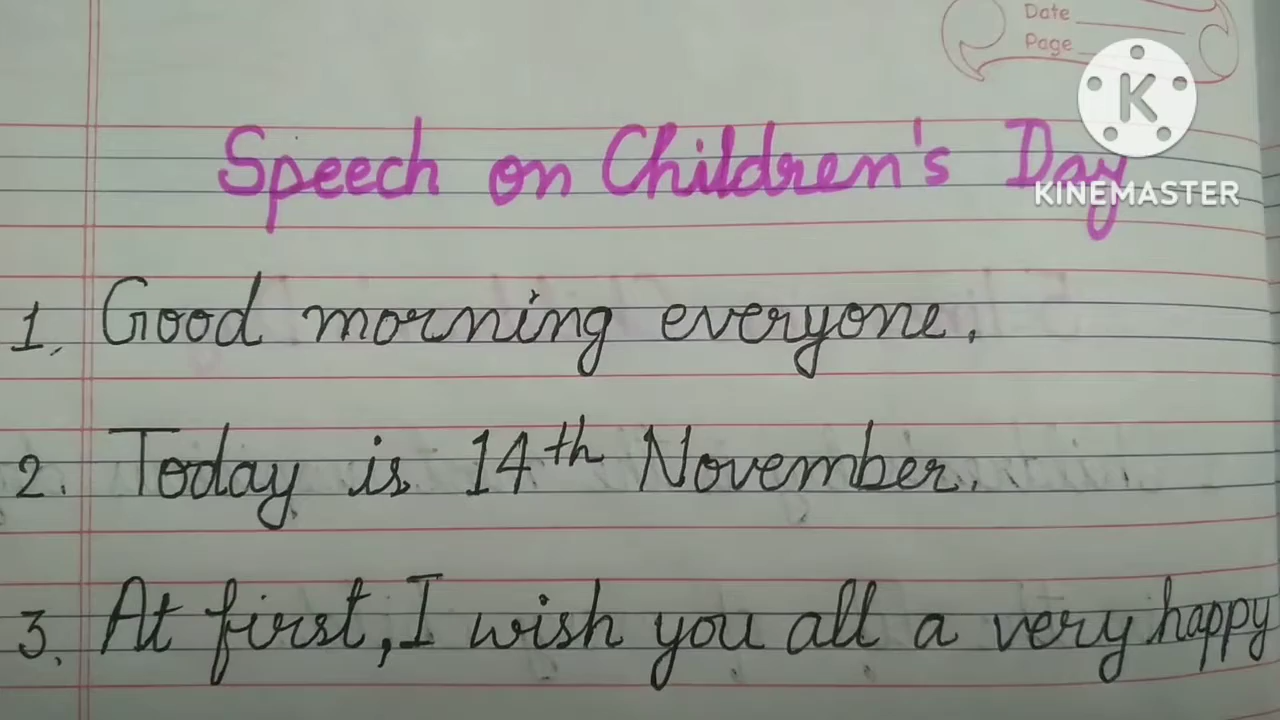 Date
Page
K
KINEMASTER
Speech on Children's Day
1. Good morning everyone.
2. Today is 14th November.
3. At first, I wish you all a very happy